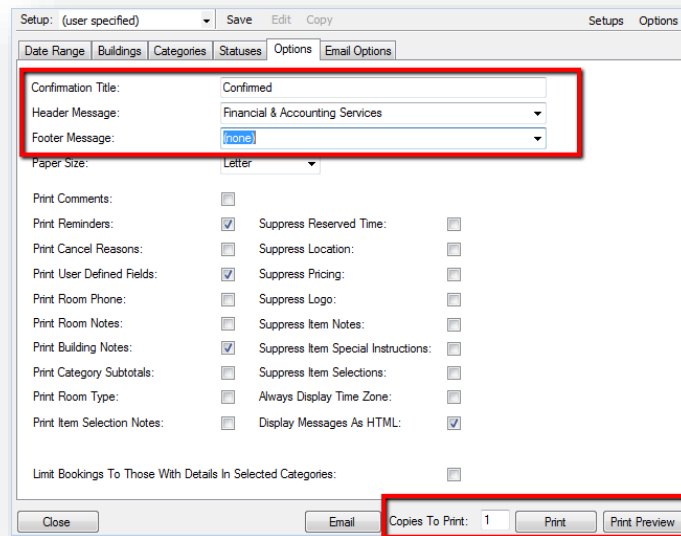 Setup: (user specified) Save Edit Copy Setups Options
Date Range Buildings Categories Statuses Options Email Options
Confirmation Title: Confirmed
Header Message: Financial & Accounting Services
Footer Message: (none)
Paper Size: Letter
Print Comments:
Print Reminders: Suppress Reserved Time:
Print Cancel Reasons: Suppress Location:
Print User Defined Fields: Suppress Pricing:
Print Room Phone: Suppress Logo:
Print Room Notes: Suppress Item Notes:
Print Building Notes: Suppress Item Special Instructions:
Print Category Subtotals: Suppress Item Selections:
Print Room Type: Always Display Time Zone:
Print Item Selection Notes: Display Messages As HTML:
Limit Bookings To Those With Details In Selected Categories:
Close Email Copies To Print: 1 Print Print Preview